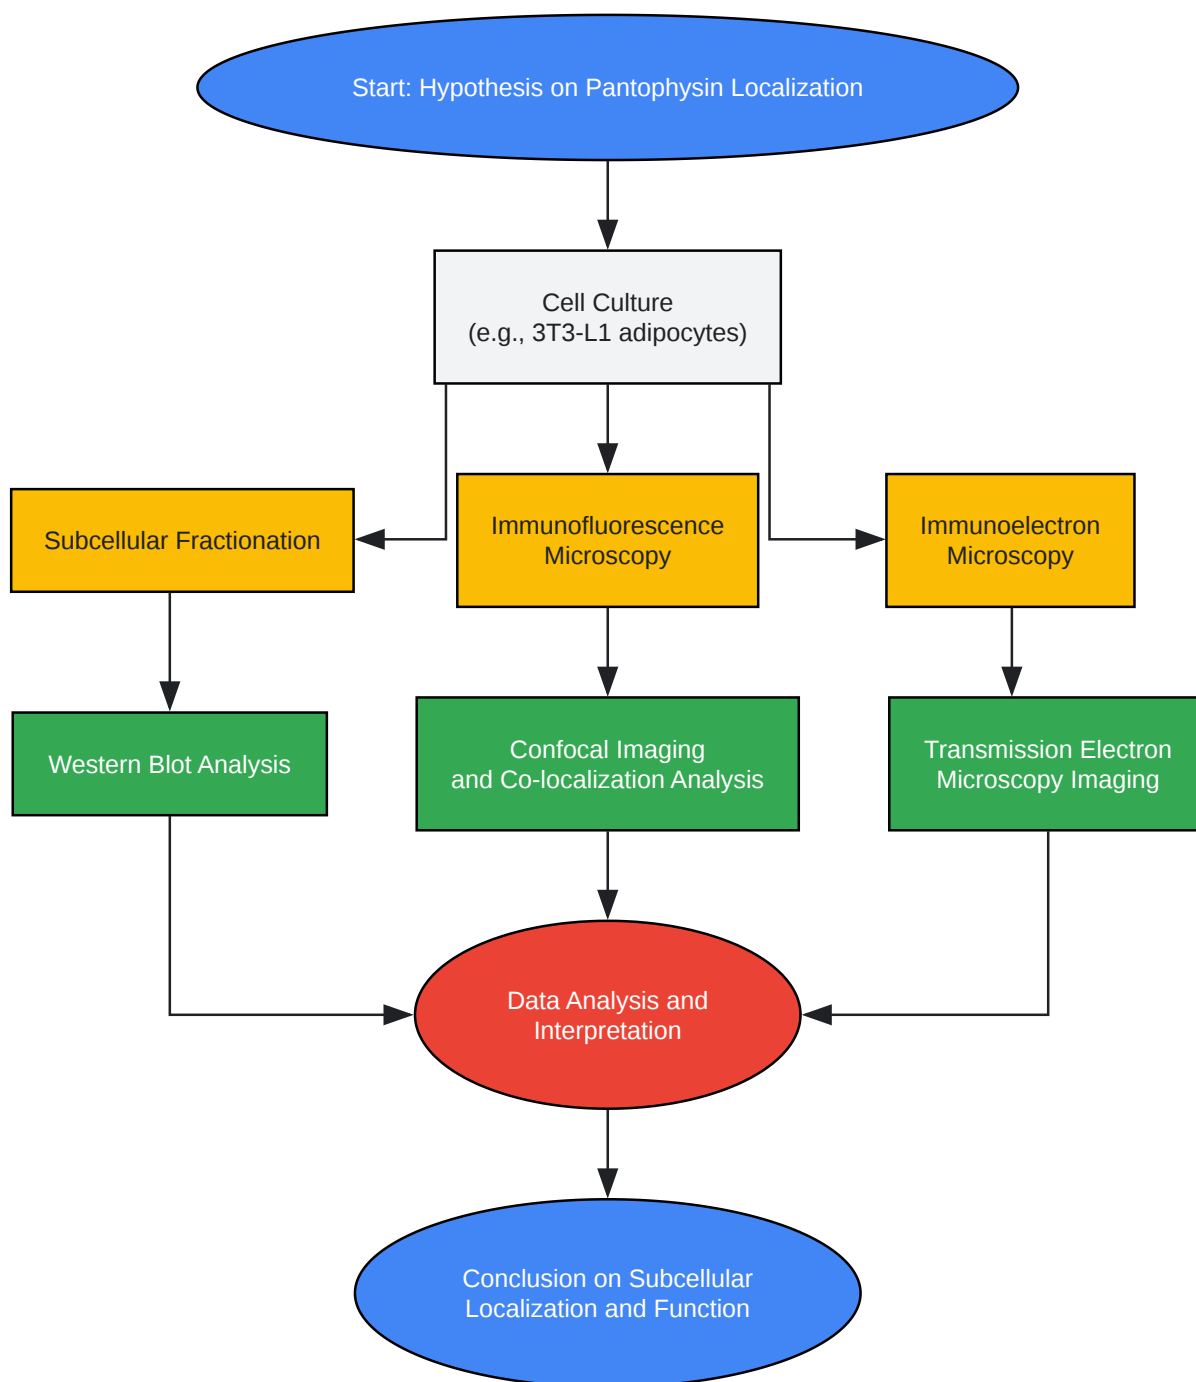 Start: Hypothesis on Pantophysin Localization
Cell Culture
(e.g., 3T3-L1 adipocytes)
Subcellular Fractionation
Immunofluorescence
Microscopy
Immunoelectron
Microscopy
Western Blot Analysis
Confocal Imaging
and Co-localization Analysis
Transmission Electron
Microscopy Imaging
Data Analysis and
Interpretation
Conclusion on Subcellular
Localization and Function